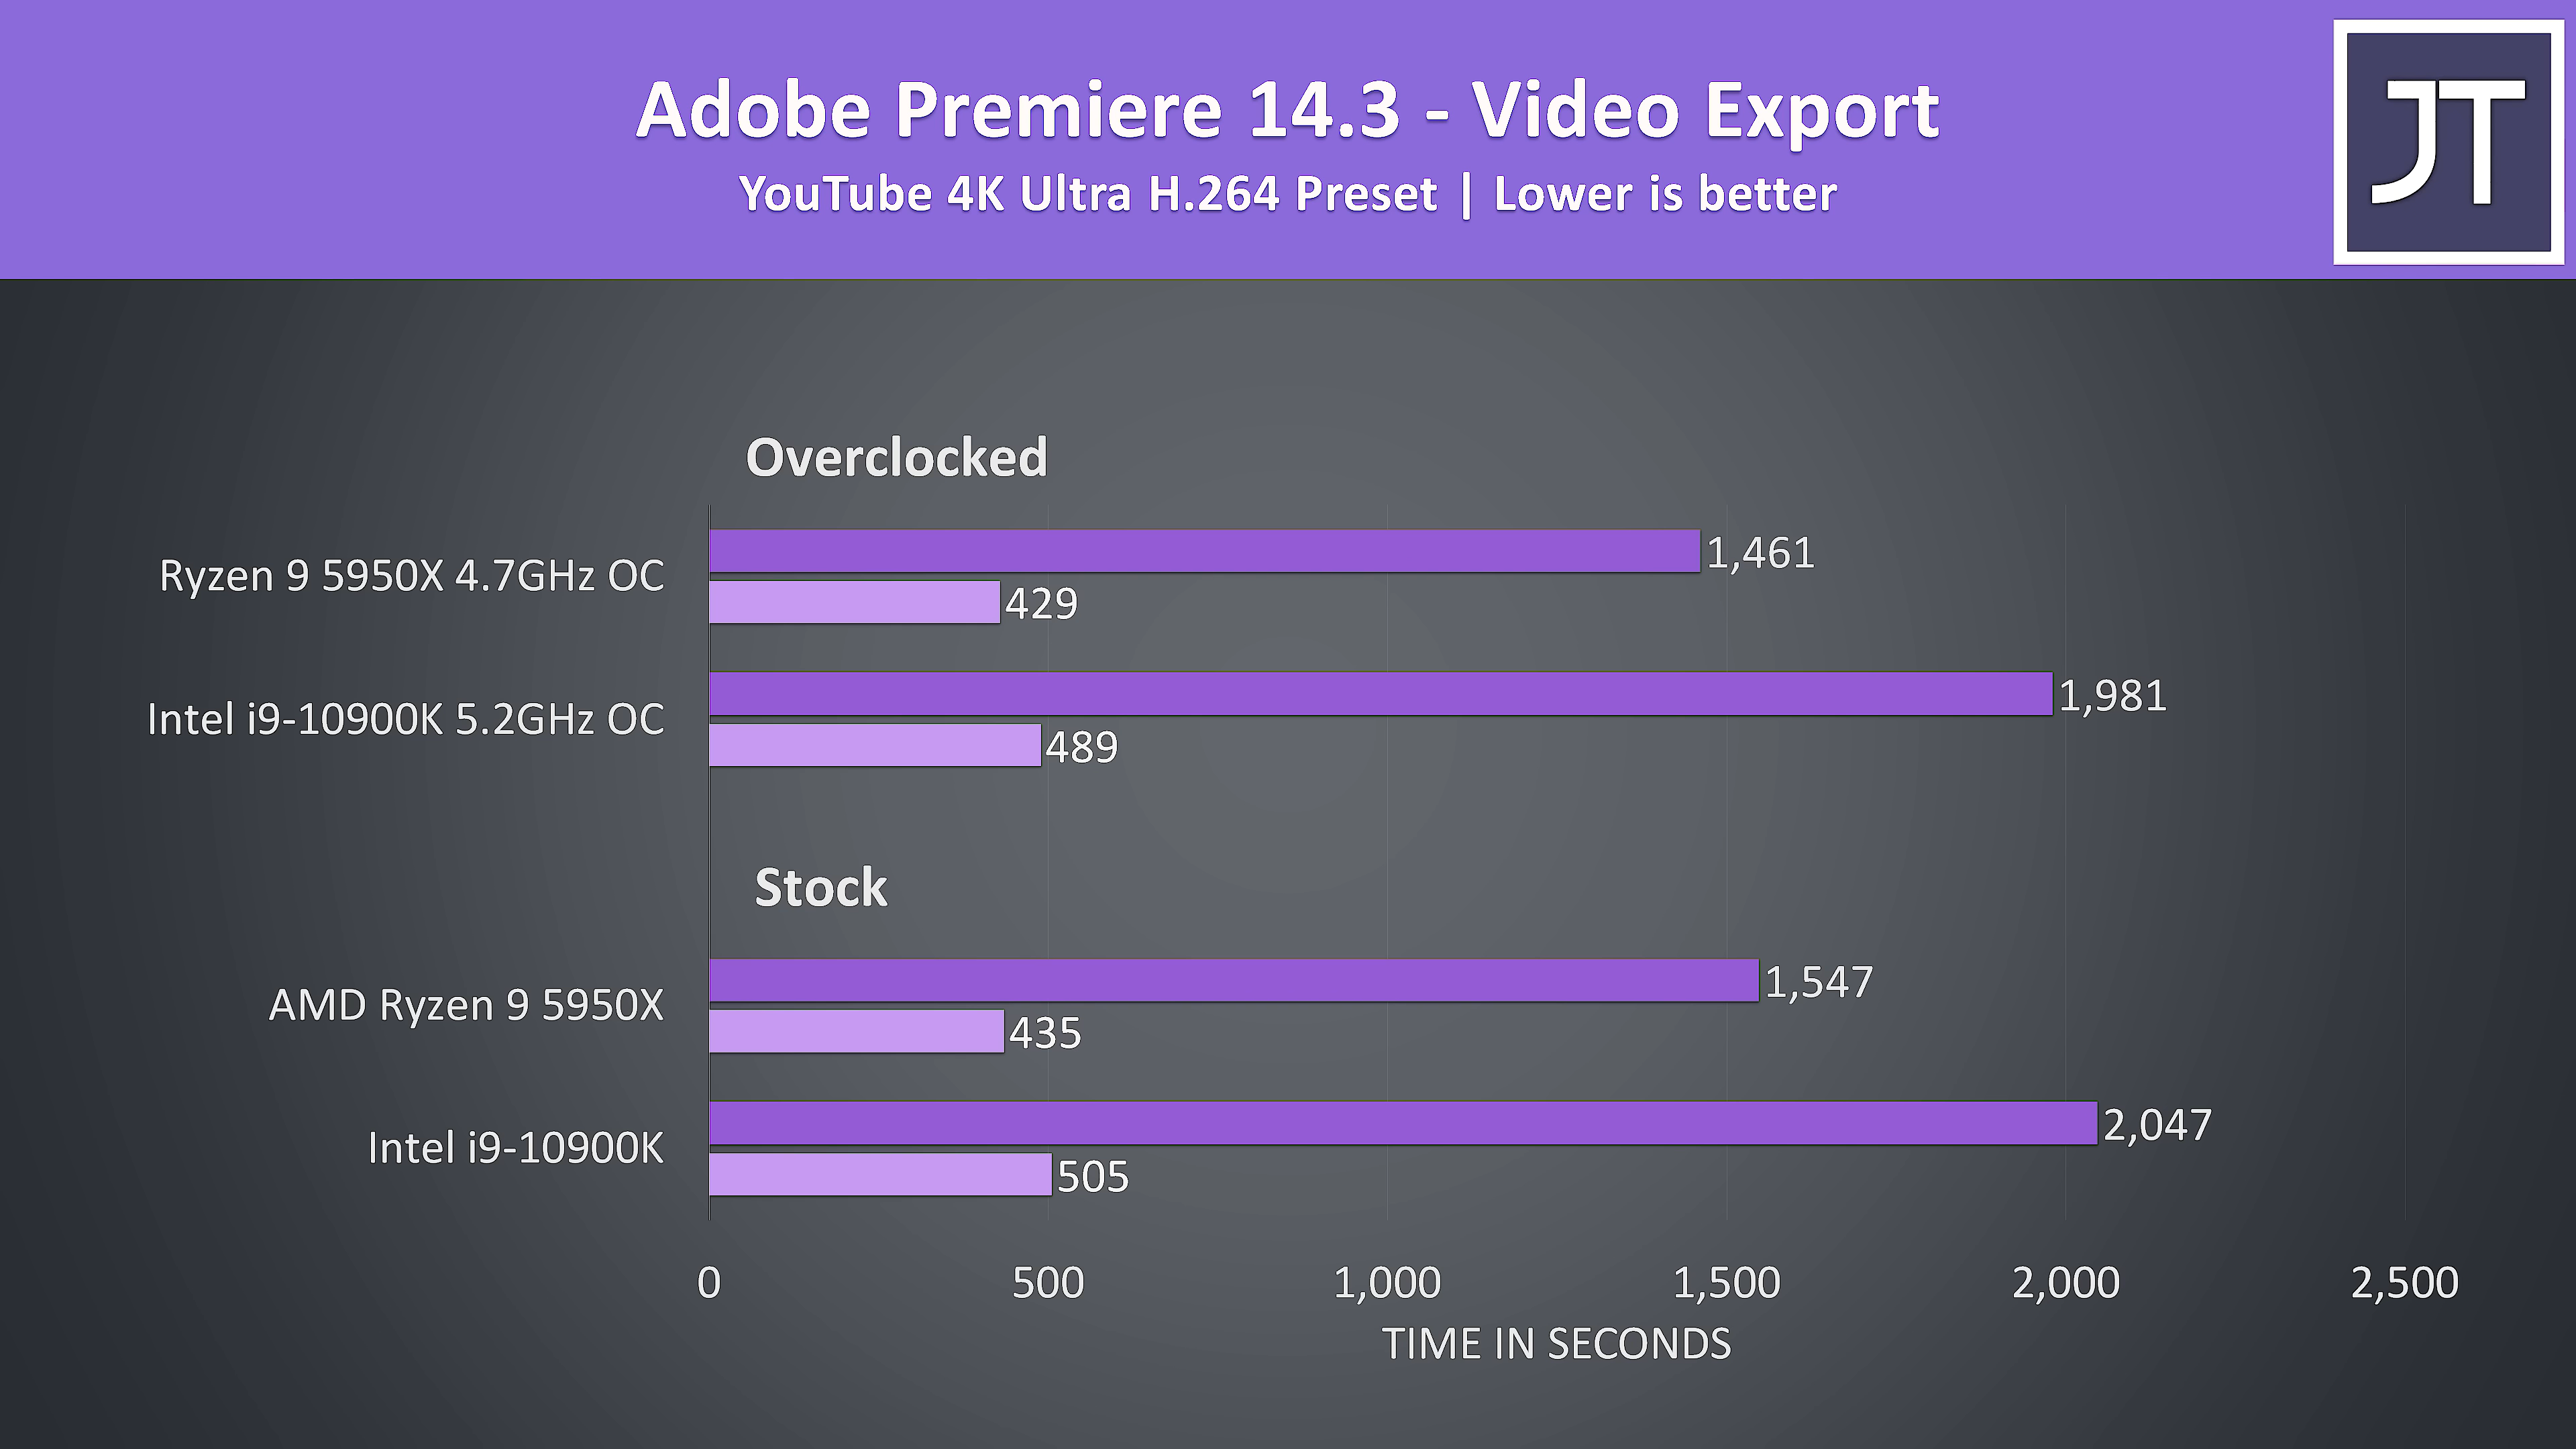 Adobe Premiere 14.3 - Video Export
YouTube 4K Ultra H.264 Preset | Lower is better
JT
Overclocked
Ryzen 9 5950X 4.7GHz OC
1,461
429
Intel i9-10900K 5.2GHz OC
1,981
489
Stock
AMD Ryzen 9 5950X
1,547
435
Intel i9-10900K
2,047
505
0 500 1,000 1,500 2,000 2,500
TIME IN SECONDS